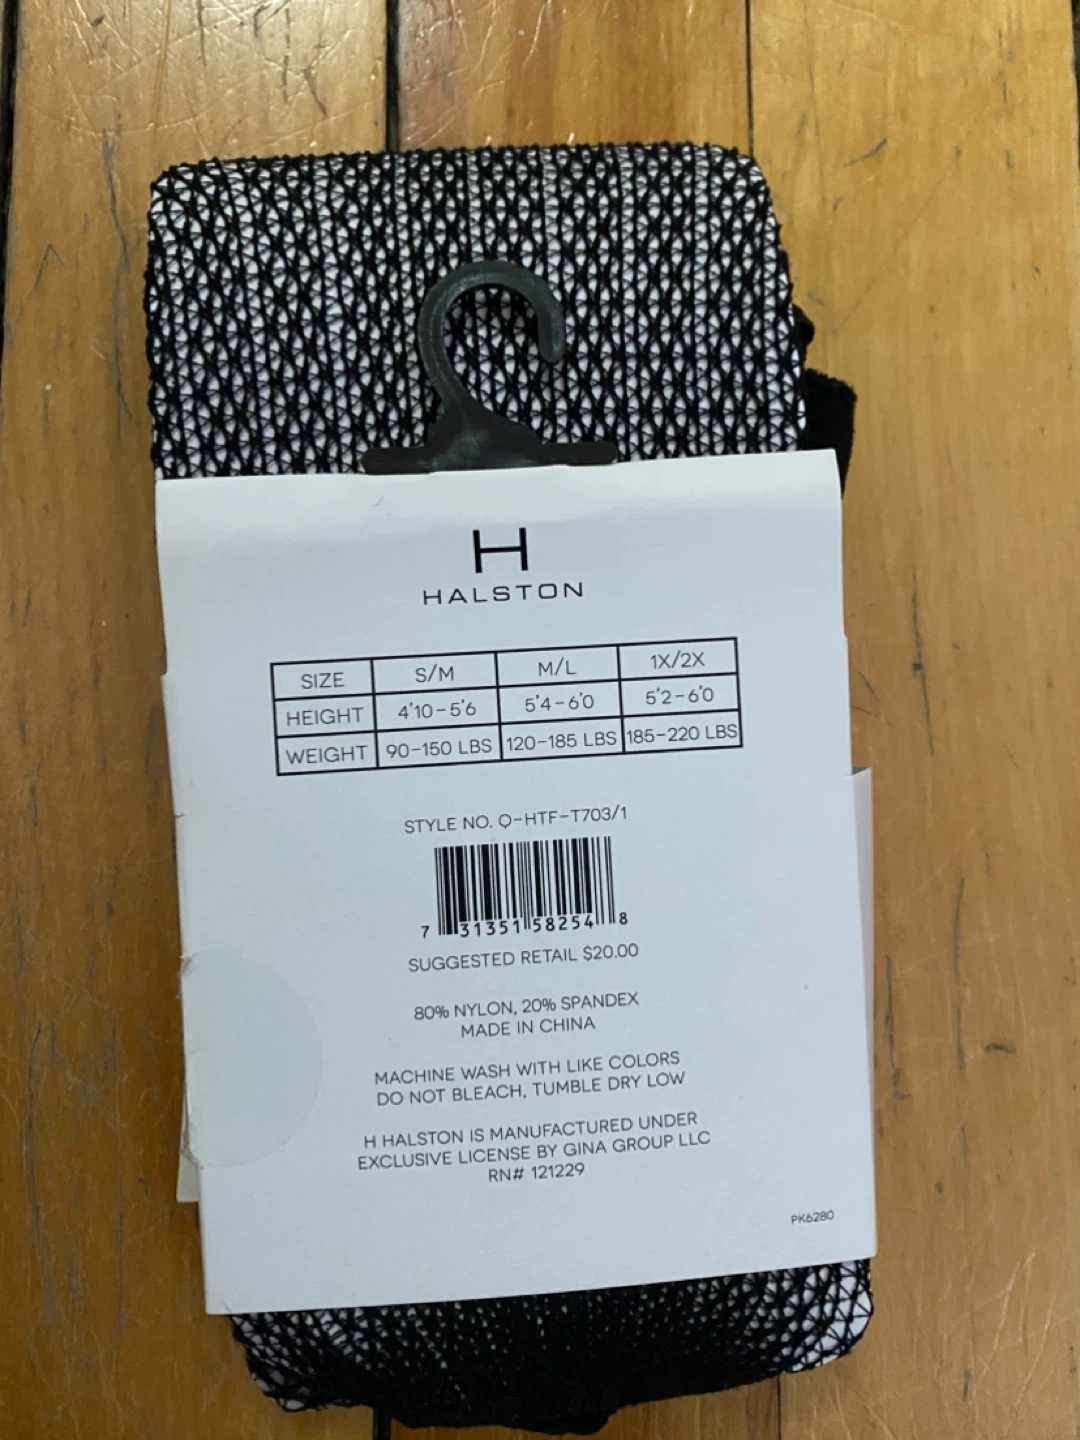 H
HALSTON
SIZE S/M M/L 1X/2X
HEIGHT 4'10-5'6 5'4-6'0 5'2-6'0
WEIGHT 90-150 LBS 120-185 LBS 185-220 LBS
STYLE NO. Q-HTF-T703/1
7 31351 58254 8
SUGGESTED RETAIL $20.00
80% NYLON, 20% SPANDEX
MADE IN CHINA
MACHINE WASH WITH LIKE COLORS
DO NOT BLEACH, TUMBLE DRY LOW
H HALSTON IS MANUFACTURED UNDER
EXCLUSIVE LICENSE BY GINA GROUP LLC
RN# 121229
PK6280